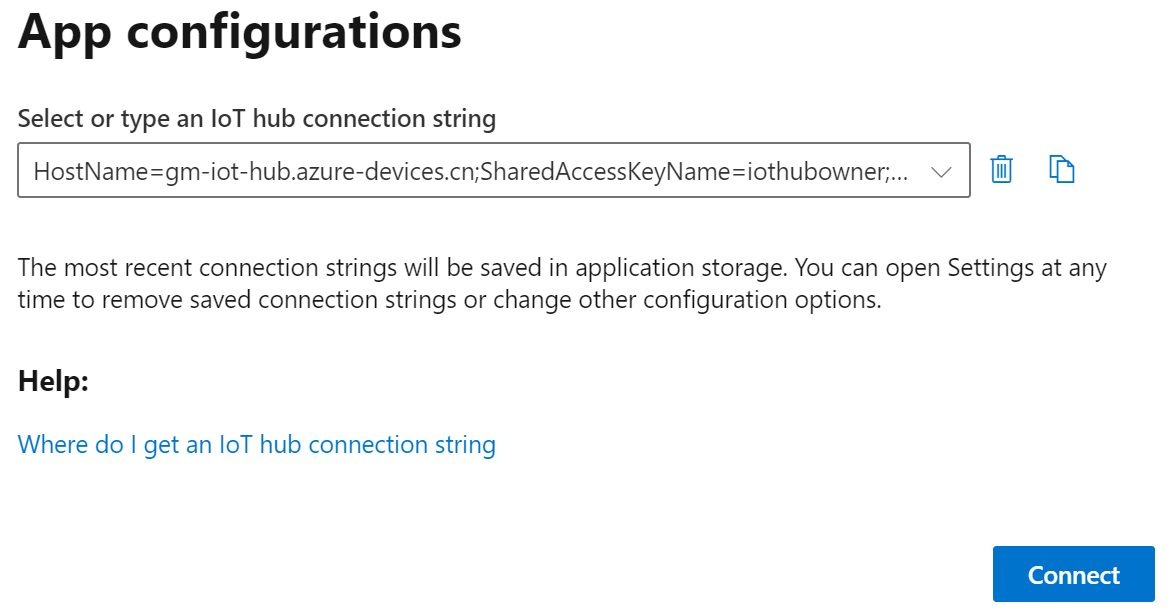 App configurations
Select or type an IoT hub connection string
HostName=gm-iot-hub.azure-devices.cn;SharedAccessKeyName=iothubowner;...
The most recent connection strings will be saved in application storage. You can open Settings at any
time to remove saved connection strings or change other configuration options.
Help:
Where do I get an IoT hub connection string
Connect